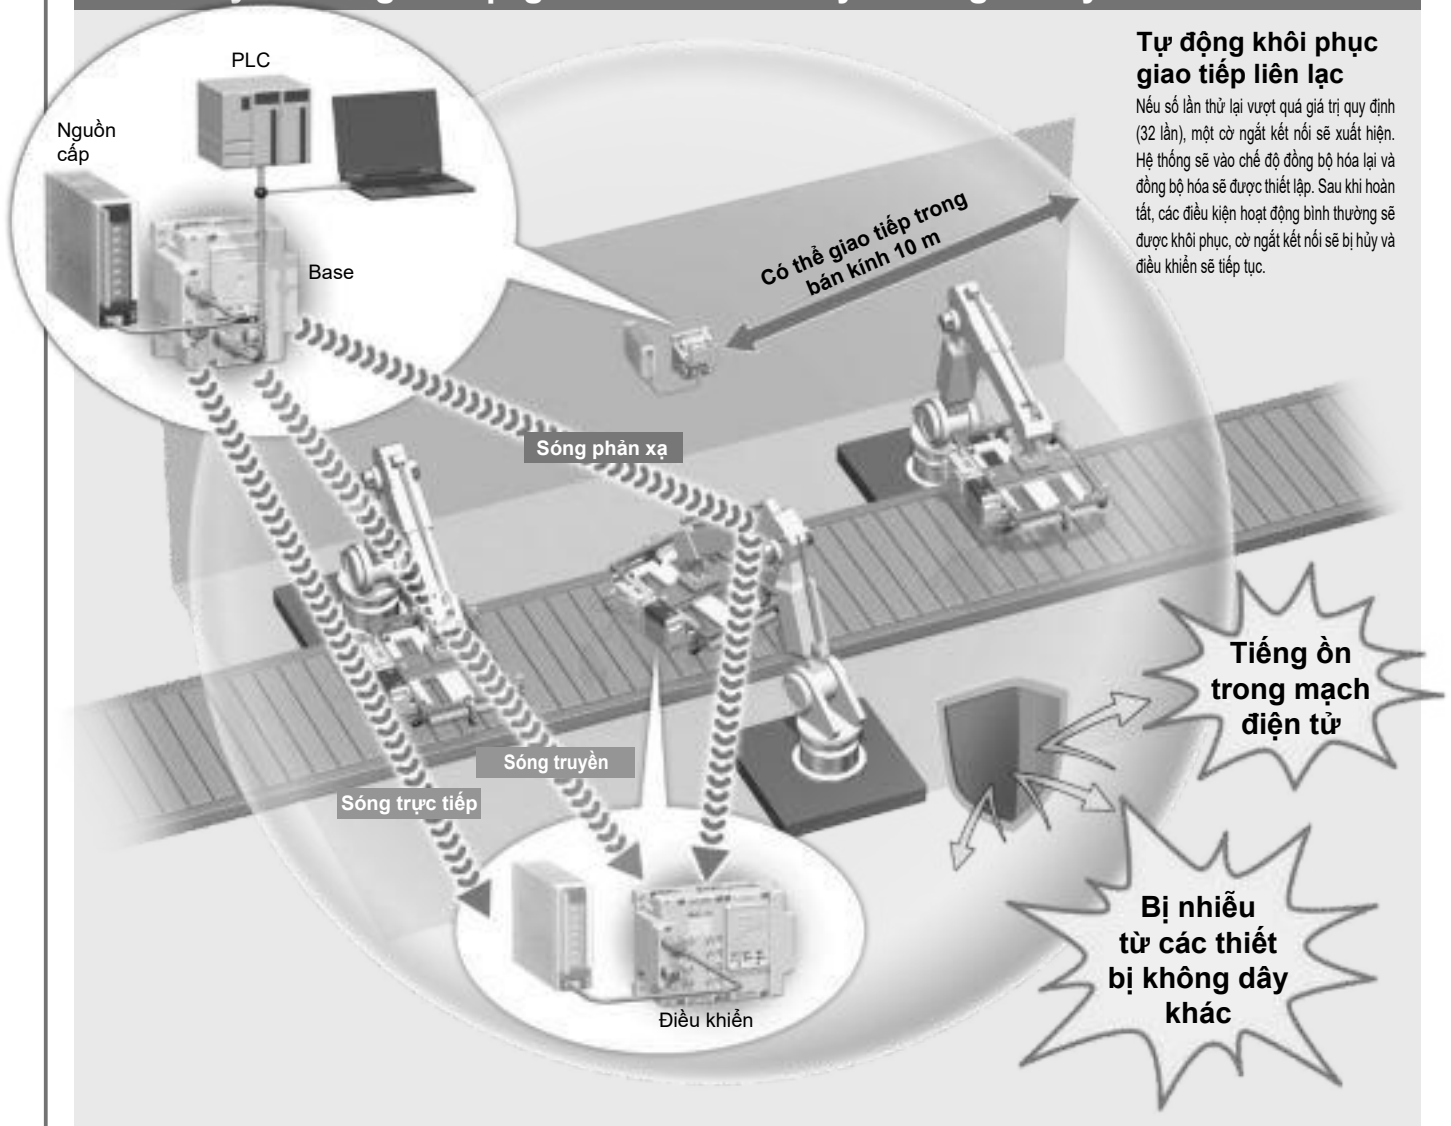 Tự động khôi phục
giao tiếp liên lạc
Nếu số lần thử lại vượt quá giá trị quy định
(32 lần), một cờ ngắt kết nối sẽ xuất hiện.
Hệ thống sẽ vào chế độ đồng bộ hóa lại và
đồng bộ hóa sẽ được thiết lập. Sau khi hoàn
tất, các điều kiện hoạt động bình thường sẽ
được khôi phục, cờ ngắt kết nối sẽ bị hủy và
điều khiển sẽ tiếp tục.
PLC
Nguồn
cấp
Base
Có thể giao tiếp trong
bán kính 10 m
Sóng phản xạ
Sóng truyền
Sóng trực tiếp
Điều khiển
Tiếng ồn
trong mạch
điện tử
Bị nhiễu
từ các thiết
bị không dây
khác